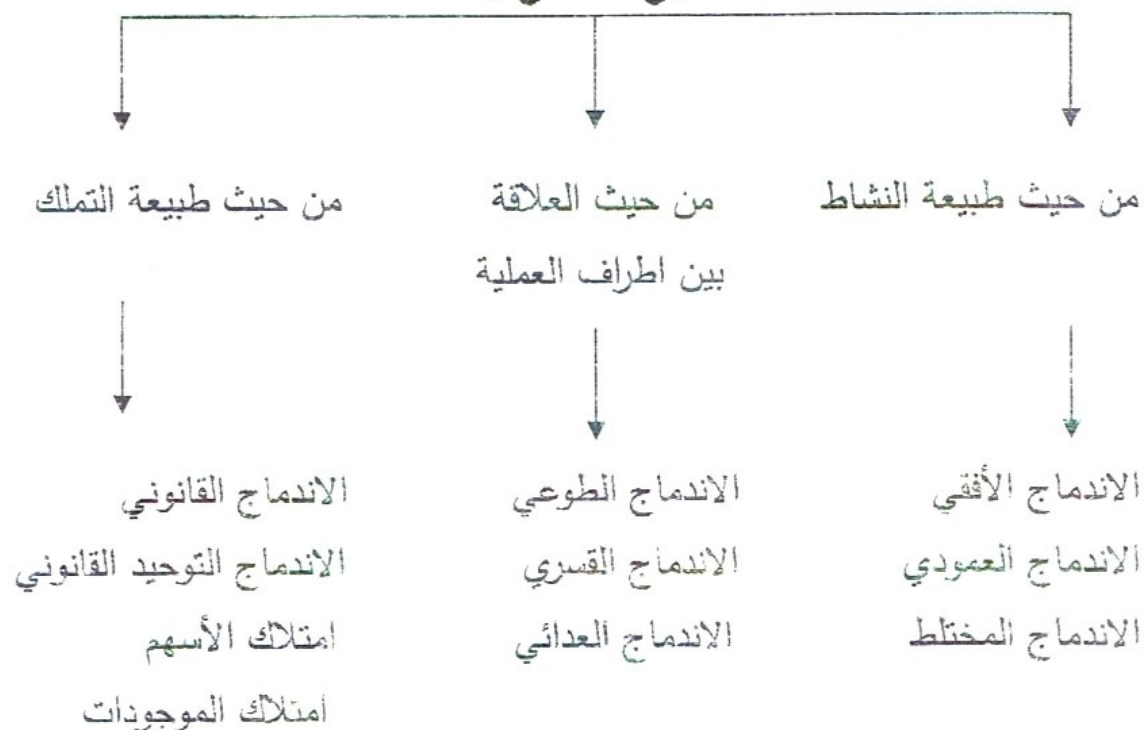 من حيث طبيعة النشاط
من حيث العلاقة
بين اطراف العملية
من حيث طبيعة التملك
الاندماج الأفقي
الاندماج العمودي
الاندماج المختلط
الاندماج الطوعي
الاندماج القسري
الاندماج العدائي
الاندماج القانوني
الاندماج التوحيد القانوني
امتلاك الأسهم
امتلاك الموجودات